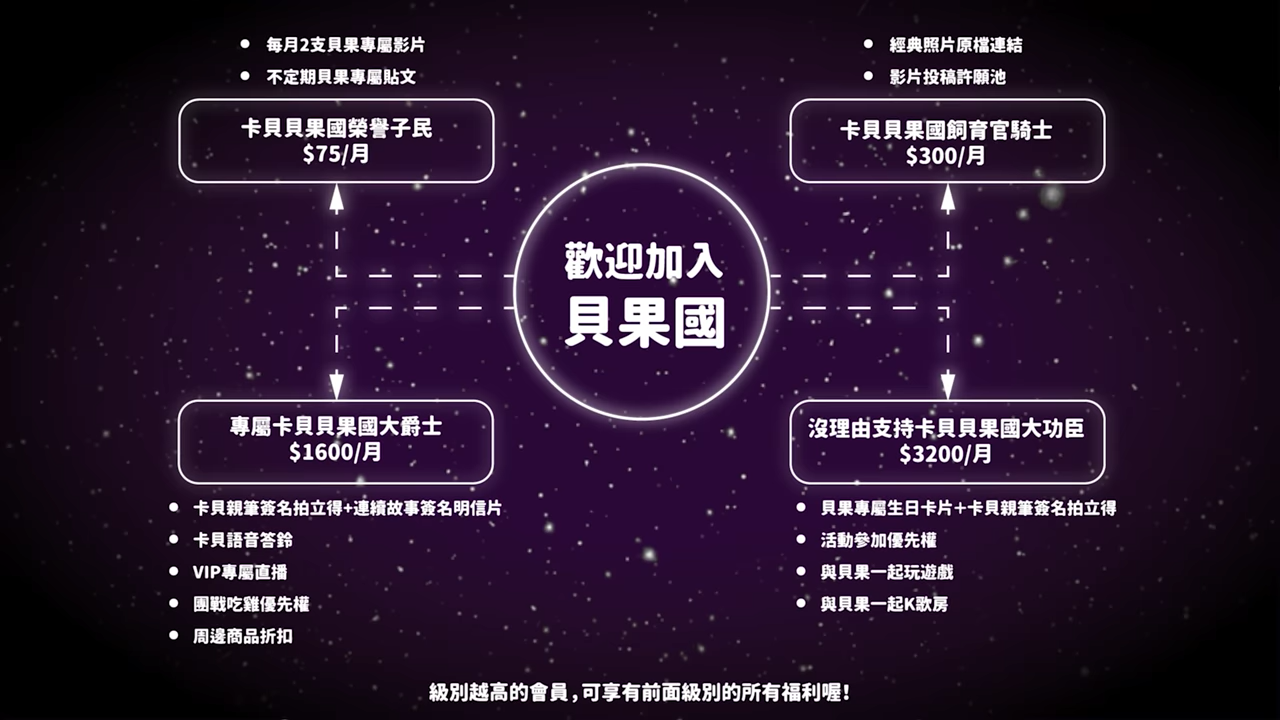 每月2支貝果專屬影片
不定期貝果專屬貼文
卡貝貝果國榮譽子民
$75/月
經典照片原檔連結
影片投稿許願池
卡貝貝果國飼育官騎士
$300/月
歡迎加入
貝果國
專屬卡貝貝果國大爵士
$1600/月
卡貝親筆簽名拍立得+連續故事簽名明信片
卡貝語音答鈴
VIP專屬直播
團戰吃雞優先權
周邊商品折扣
沒理由支持卡貝貝果國大功臣
$3200/月
貝果專屬生日卡片+卡貝親筆簽名拍立得
活動參加優先權
與貝果一起玩遊戲
與貝果一起K歌房
級別越高的會員,可享有前面級別的所有福利喔!